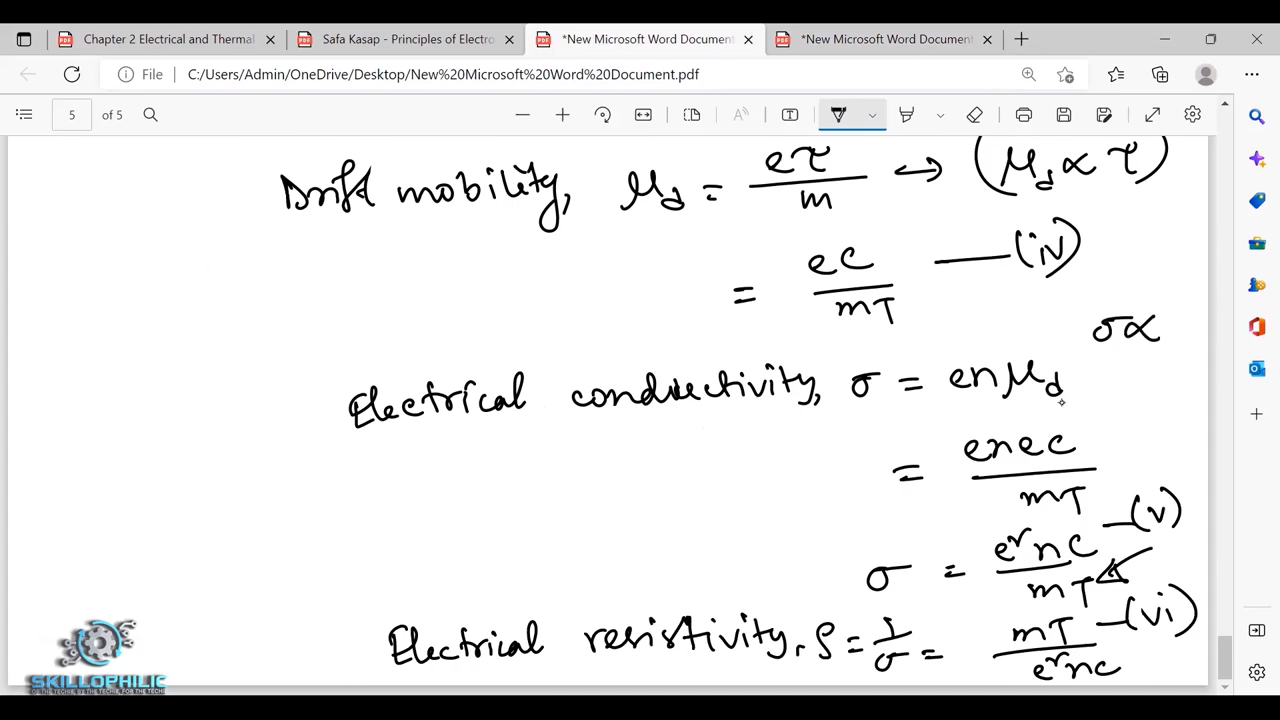 Chapter 2 Electrical and Thermal
Safa Kasap - Principles of Electro
*New Microsoft Word Document.
*New Microsoft Word Document.
File
C:/Users/Admin/OneDrive/Desktop/New%20Microsoft%20Word%20Document.pdf
5 of 5
Drift mobility, μd = eτ/m ↔ (μd ∝ τ)
= ec/mT —(iv)
σ∝
Electrical conductivity, σ = enμd
= enec/mT
σ = e²nc/mT —(v)
Electrical resistivity, ρ = 1/σ = mT/e²nc —(vi)
SKILLOPHILIC